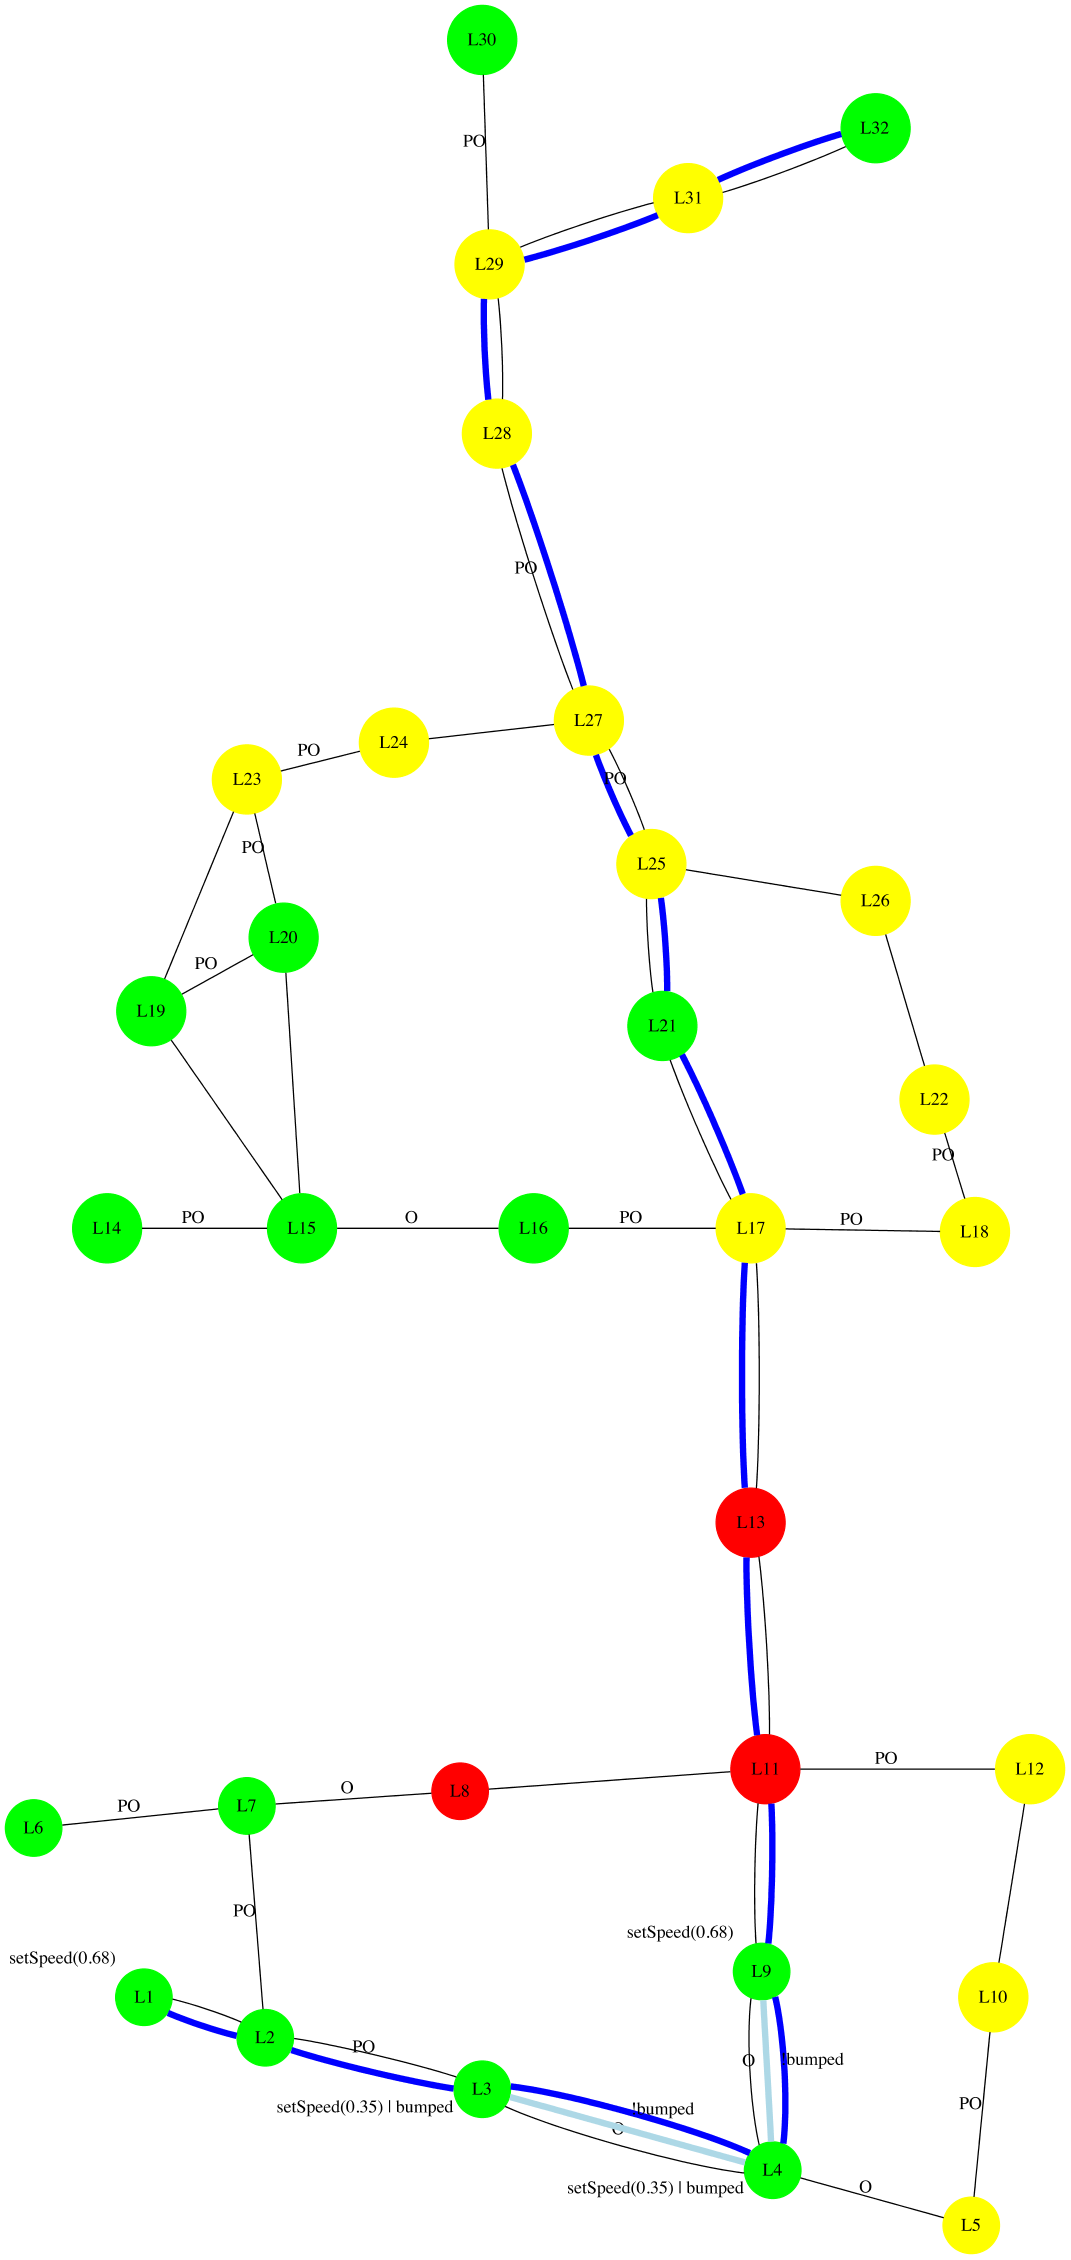 L30
L32
PO
L31
L29
L28
PO
L27
L24
PO
L23
PO
PO
L25
L26
L20
PO
L19
L21
L22
PO
L14
PO
L15
O
L16
PO
L17
PO
L18
L13
PO
L11
L12
L8
O
L7
PO
L6
PO
setSpeed(0.68)
setSpeed(0.68)
L9
L1
L10
L2
PO
O
bumped
L3
setSpeed(0.35) | bumped
!bumped
PO
O
L4
setSpeed(0.35) | bumped
O
L5